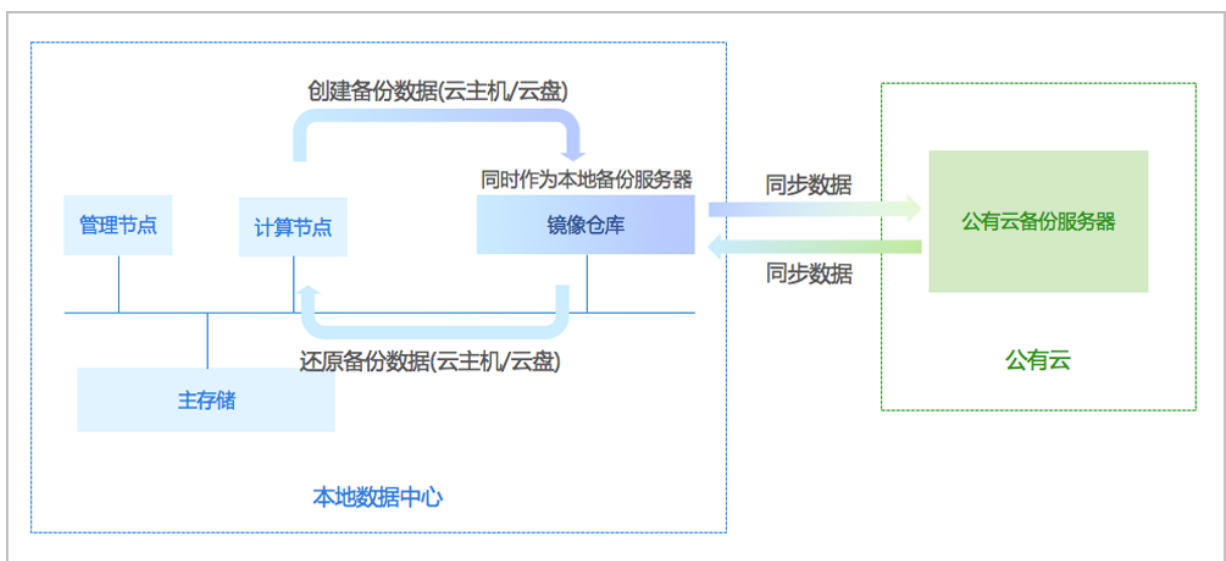 创建备份数据(云主机/云盘)
同时作为本地备份服务器
管理节点
计算节点
镜像仓库
同步数据
同步数据
公有云备份服务器
还原备份数据(云主机/云盘)
公有云
主存储
本地数据中心